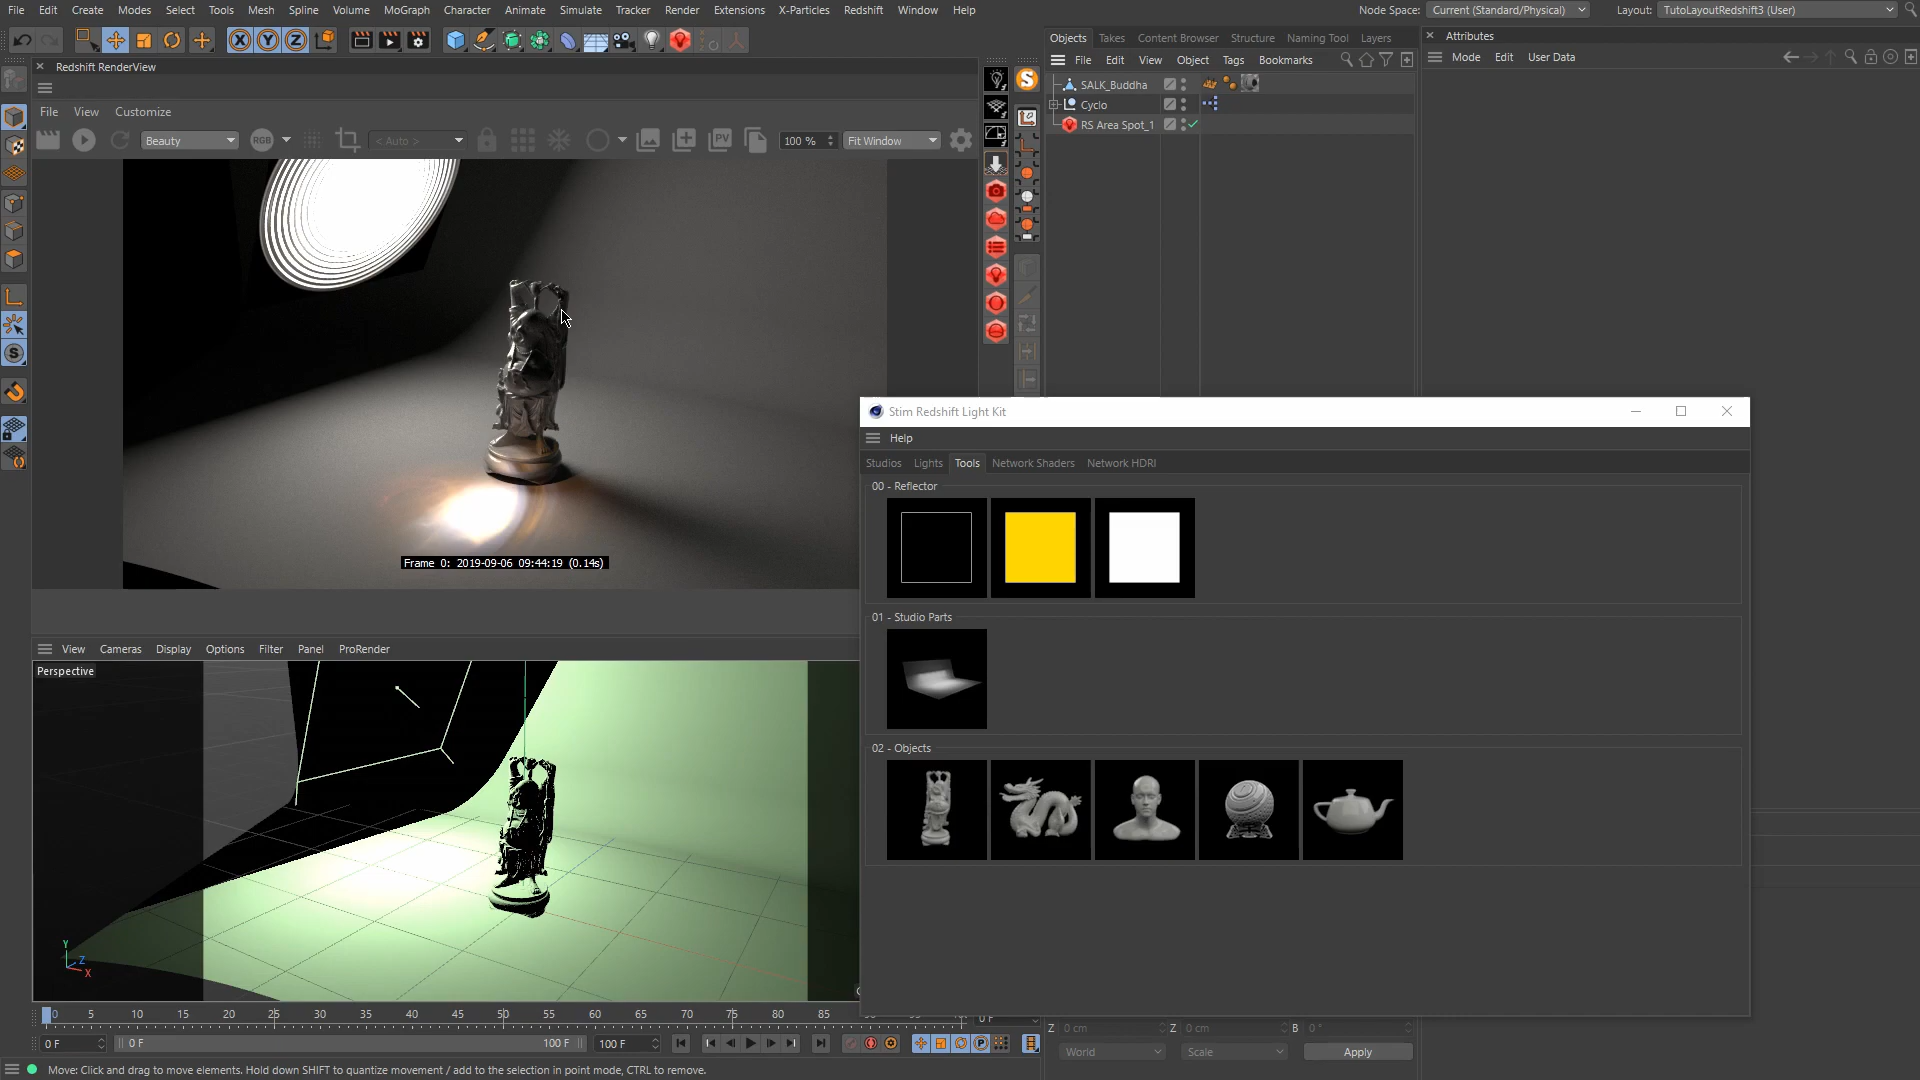 File Edit Create Modes Select Tools Mesh Spline Volume MoGraph Character Animate Simulate Tracker Render Extensions X-Particles Redshift Window Help
Node Space: Current (Standard/Physical) Layout: TutoLayoutRedshift3 (User)
X Y Z
Redshift RenderView
File View Customize
Beauty RGB < Auto > PV 100 % Fit Window
Objects Takes Content Browser Structure Naming Tool Layers
File Edit View Object Tags Bookmarks
SALK_Buddha
Cyclo
RS Area Spot_1
Attributes
Mode Edit User Data
Frame 0: 2019-09-06 09:44:19 (0.14s)
Stim Redshift Light Kit
Help
Studios Lights Tools Network Shaders Network HDRI
00 - Reflector
01 - Studio Parts
02 - Objects
View Cameras Display Options Filter Panel ProRender
Perspective
Y
Z
X
0 5 10 15 20 25 30 35 40 45 50 55 60 65 70 75 80 85
0 F 0 F 100 F 100 F
Z 0 cm Z 0 cm B 0 °
World Scale Apply
Move: Click and drag to move elements. Hold down SHIFT to quantize movement / add to the selection in point mode, CTRL to remove.